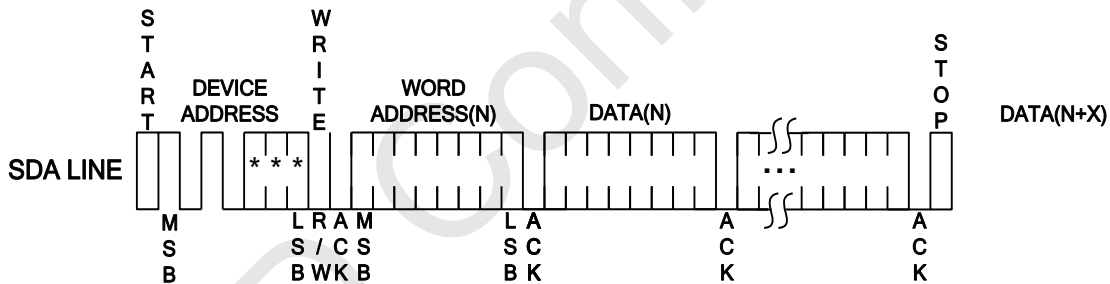 START
WRITE
STOP
DEVICE
ADDRESS
WORD
ADDRESS(N)
DATA(N)
DATA(N+X)
SDA LINE
* * *
...
MSB
LSB
R/W
ACK
MSB
LSB
ACK
ACK
ACK